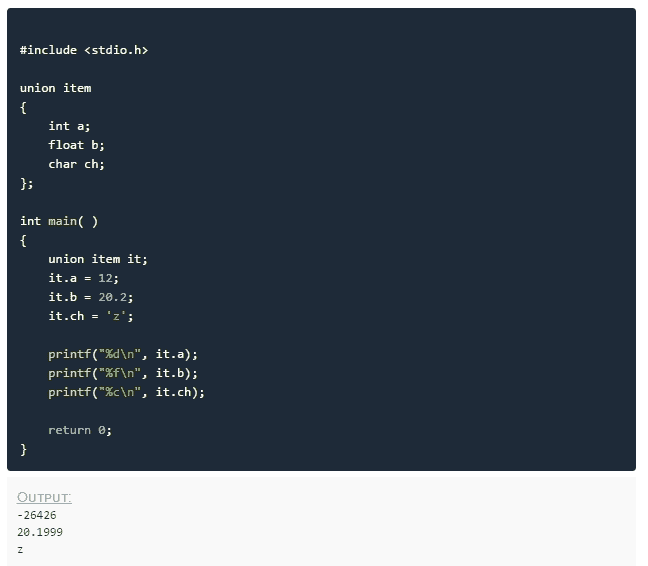 #include <stdio.h>
union item
{
int a;
float b;
char ch;
};
int main( )
{
union item it;
it.a = 12;
it.b = 20.2;
it.ch = 'z';
printf("%d\n", it.a);
printf("%f\n", it.b);
printf("%c\n", it.ch);
return 0;
}
OUTPUT:
-26426
20.1999
z